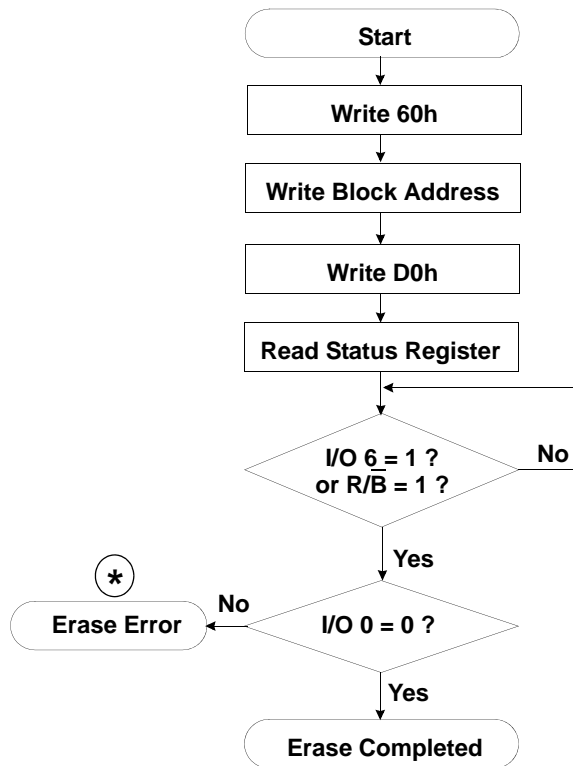 Start
Write 60h
Write Block Address
Write D0h
Read Status Register
I/O 6 = 1 ?
or R/B̅ = 1 ?
No
Yes
*
No
Erase Error
I/O 0 = 0 ?
Yes
Erase Completed